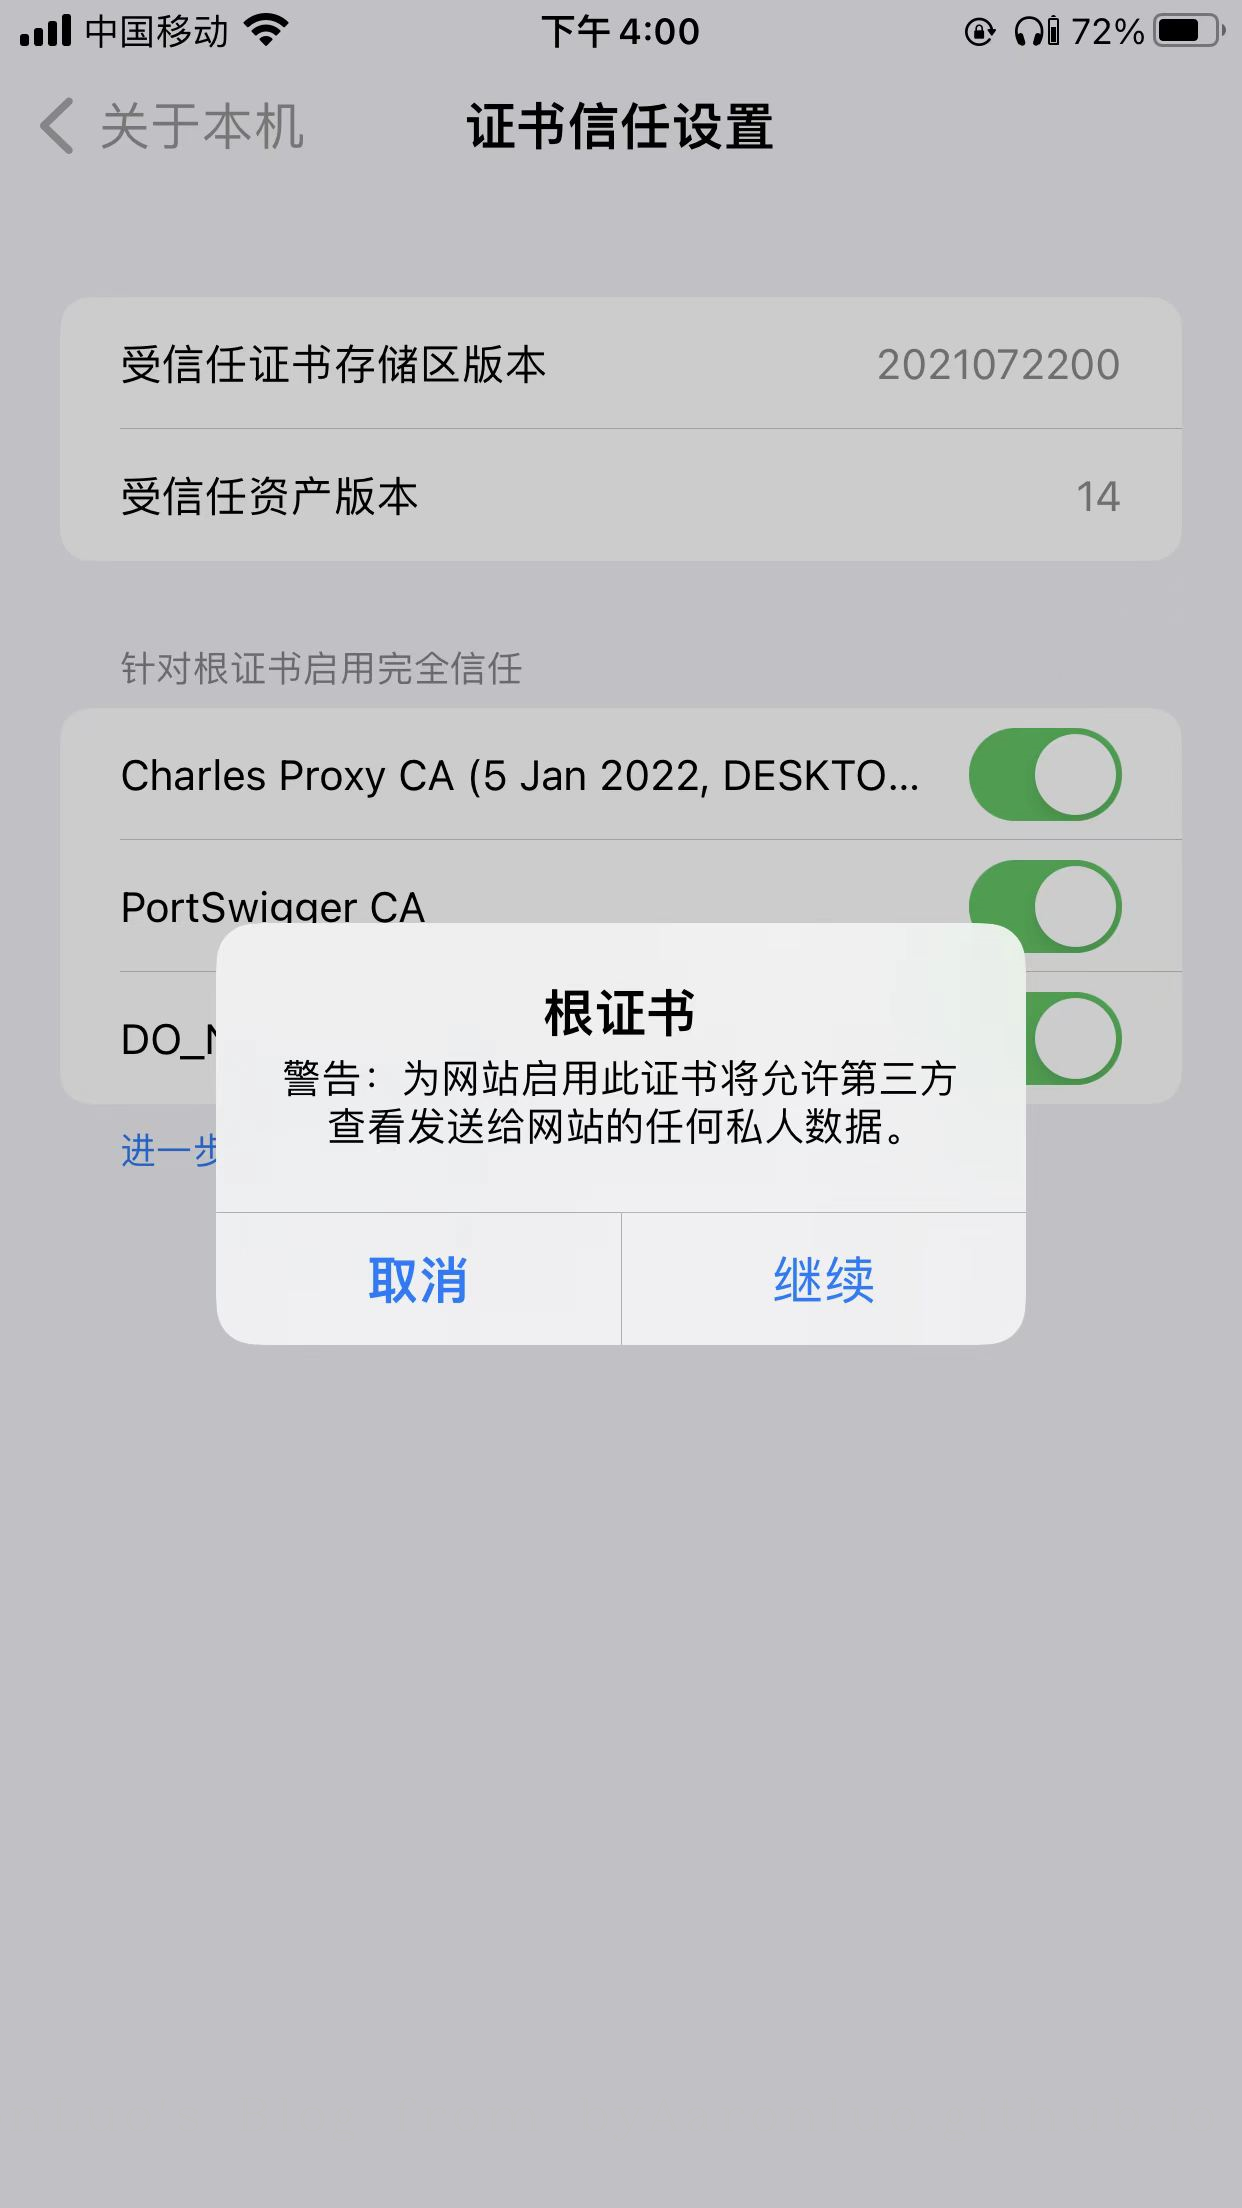 中国移动 下午 4:00 72%
关于本机 证书信任设置
受信任证书存储区版本 2021072200
受信任资产版本 14
针对根证书启用完全信任
Charles Proxy CA (5 Jan 2022, DESKTO...
PortSwigger CA
根证书
DO_
警告：为网站启用此证书将允许第三方
查看发送给网站的任何私人数据。
进一步
取消 继续